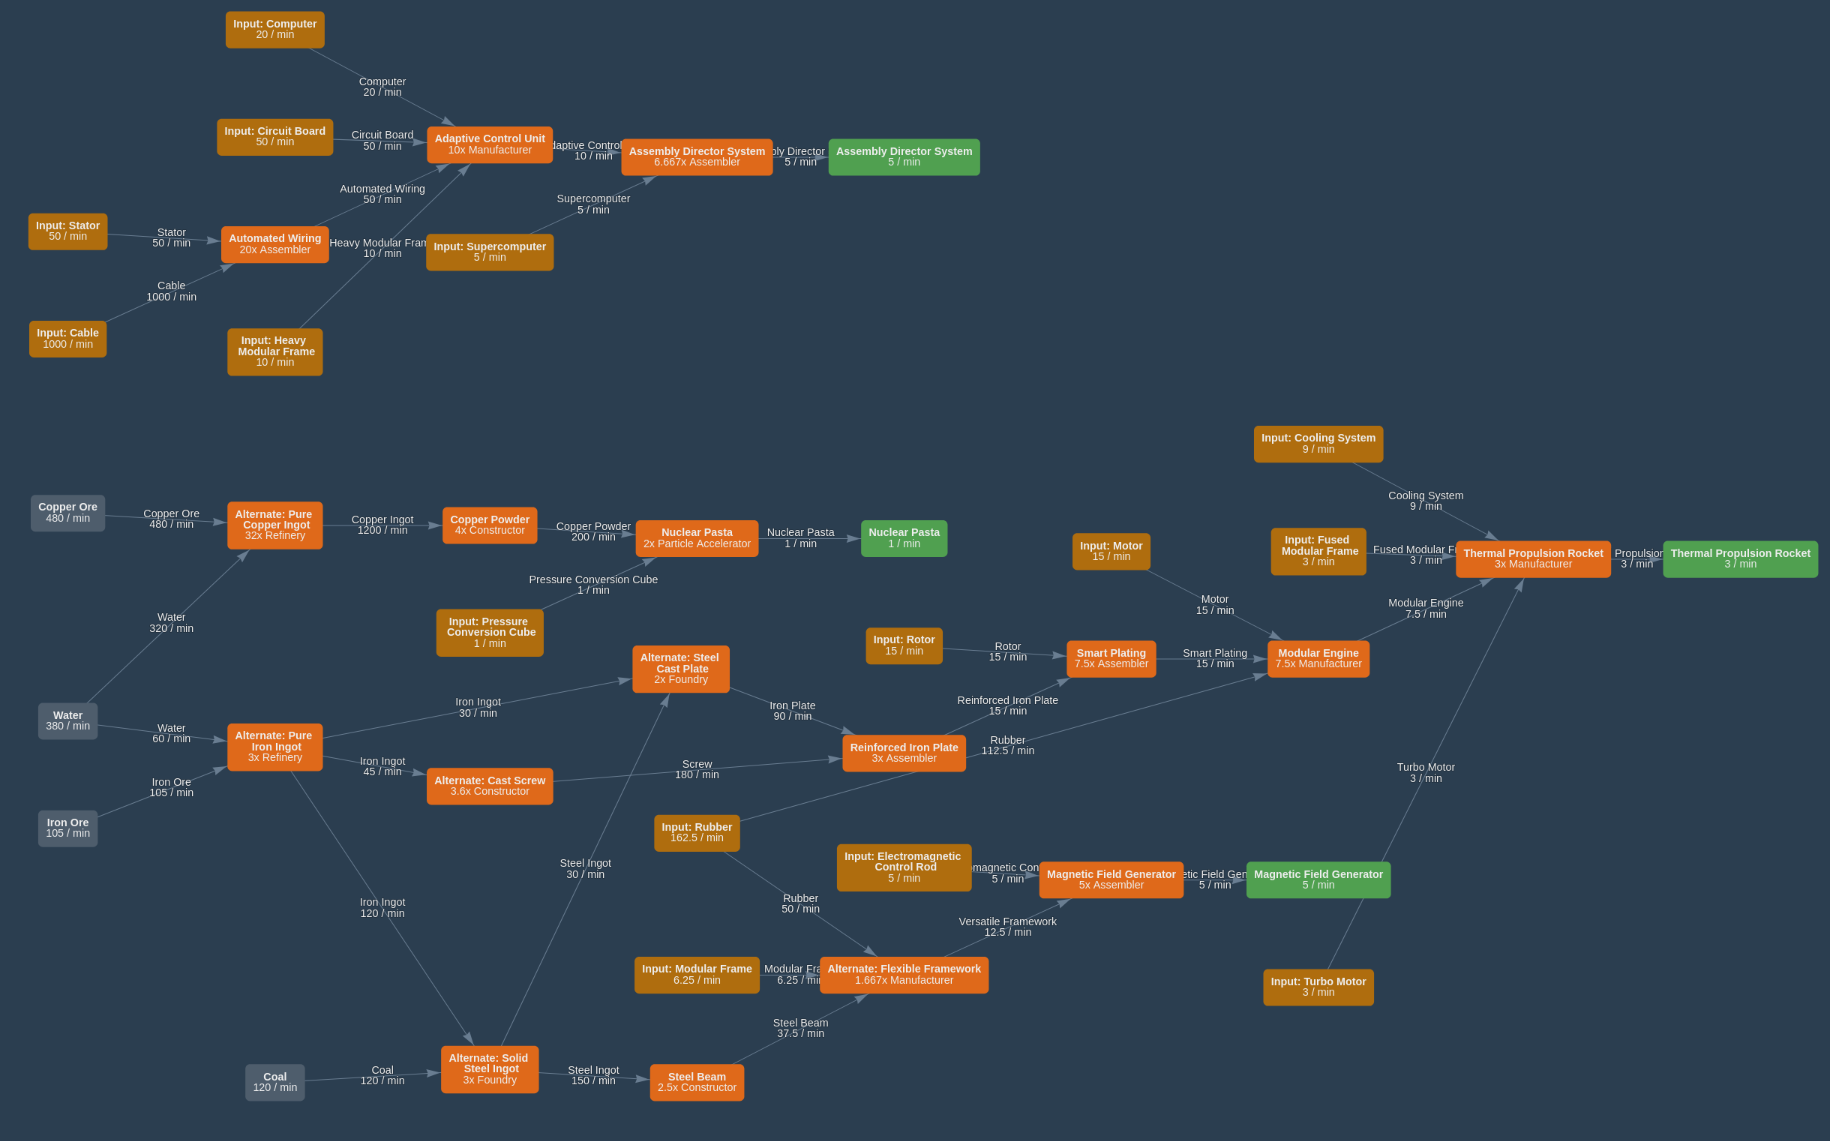 Input: Computer
20 / min
Computer
20 / min
Input: Circuit Board
50 / min
Circuit Board
50 / min
Adaptive Control Unit
10x Manufacturer
daptive Control
10 / min
Assembly Director System
6.667x Assembler
bly Director
5 / min
Assembly Director System
5 / min
Automated Wiring
50 / min
Supercomputer
5 / min
Input: Stator
50 / min
Stator
50 / min
Automated Wiring
20x Assembler
Heavy Modular Fram
10 / min
Input: Supercomputer
5 / min
Cable
1000 / min
Input: Cable
1000 / min
Input: Heavy
Modular Frame
10 / min
Input: Cooling System
9 / min
Cooling System
9 / min
Copper Ore
480 / min
Copper Ore
480 / min
Alternate: Pure
Copper Ingot
32x Refinery
Copper Ingot
1200 / min
Copper Powder
4x Constructor
Copper Powder
200 / min
Nuclear Pasta
2x Particle Accelerator
Nuclear Pasta
1 / min
Nuclear Pasta
1 / min
Input: Motor
15 / min
Input: Fused
Modular Frame
3 / min
Fused Modular Fr
3 / min
Thermal Propulsion Rocket
3x Manufacturer
Propulsion
3 / min
Thermal Propulsion Rocket
3 / min
Pressure Conversion Cube
1 / min
Input: Pressure
Conversion Cube
1 / min
Motor
15 / min
Modular Engine
7.5 / min
Water
320 / min
Input: Rotor
15 / min
Rotor
15 / min
Smart Plating
7.5x Assembler
Smart Plating
15 / min
Modular Engine
7.5x Manufacturer
Alternate: Steel
Cast Plate
2x Foundry
Iron Ingot
30 / min
Iron Plate
90 / min
Reinforced Iron Plate
15 / min
Water
380 / min
Water
60 / min
Alternate: Pure
Iron Ingot
3x Refinery
Iron Ingot
45 / min
Alternate: Cast Screw
3.6x Constructor
Screw
180 / min
Reinforced Iron Plate
3x Assembler
Rubber
112.5 / min
Turbo Motor
3 / min
Iron Ore
105 / min
Iron Ore
105 / min
Input: Rubber
162.5 / min
Steel Ingot
30 / min
Input: Electromagnetic
Control Rod
5 / min
omagnetic Con
5 / min
Magnetic Field Generator
5x Assembler
etic Field Gen
5 / min
Magnetic Field Generator
5 / min
Iron Ingot
120 / min
Rubber
50 / min
Versatile Framework
12.5 / min
Input: Modular Frame
6.25 / min
Modular Fra
6.25 / min
Alternate: Flexible Framework
1.667x Manufacturer
Input: Turbo Motor
3 / min
Steel Beam
37.5 / min
Coal
120 / min
Coal
120 / min
Alternate: Solid
Steel Ingot
3x Foundry
Steel Ingot
150 / min
Steel Beam
2.5x Constructor